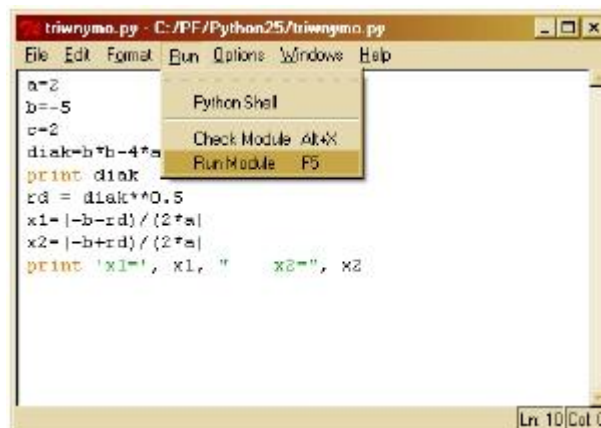 triwnymo.py - C:/PF/Python25/triwnymo.py
File Edit Format Run Options Windows Help
a=2
b=-5
c=2
diak=b*b-4*a
print diak
rd = diak**0.5
x1=(-b-rd)/(2*a)
x2=(-b+rd)/(2*a)
print 'x1=', x1, " x2=", x2
Python Shell
Check Module Alt+X
Run Module F5
Ln: 10 Col: 0